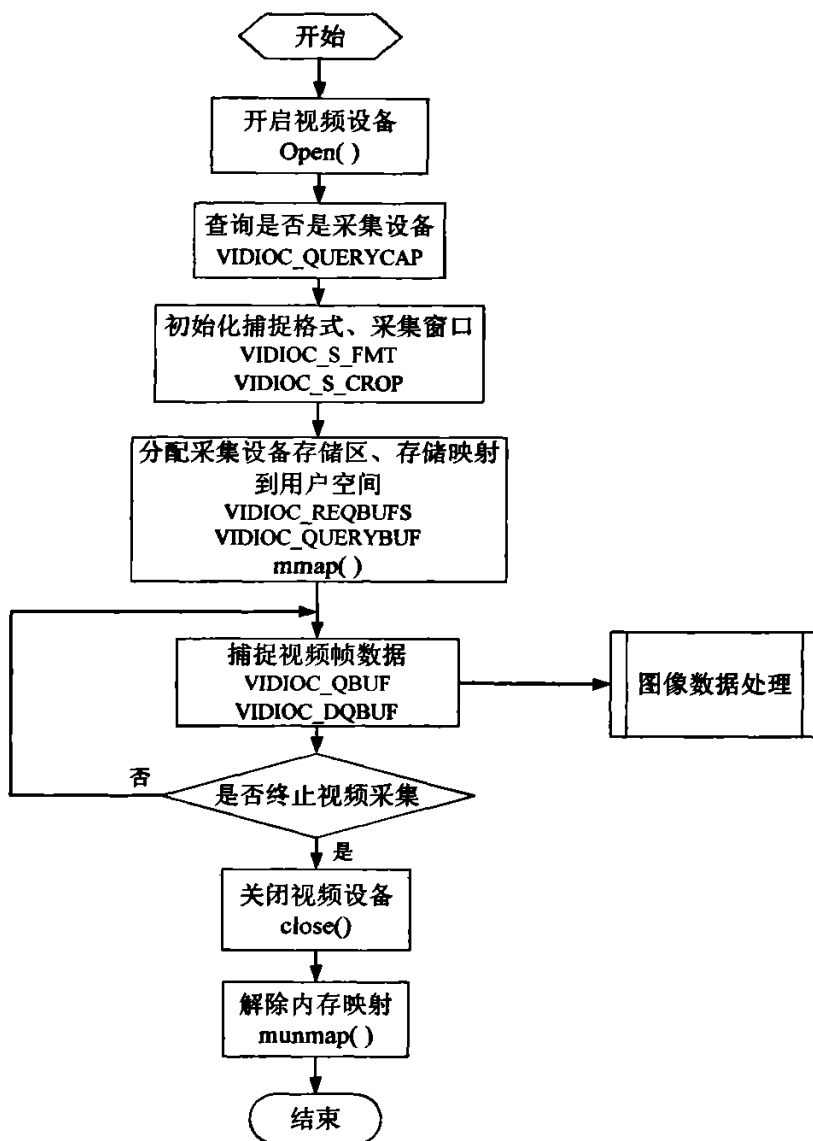 开始
开启视频设备
Open( )
查询是否是采集设备
VIDIOC_QUERYCAP
初始化捕捉格式、采集窗口
VIDIOC_S_FMT
VIDIOC_S_CROP
分配采集设备存储区、存储映射
到用户空间
VIDIOC_REQBUFS
VIDIOC_QUERYBUF
mmap( )
捕捉视频帧数据
VIDIOC_QBUF
VIDIOC_DQBUF
图像数据处理
否
是否终止视频采集
是
关闭视频设备
close()
解除内存映射
munmap( )
结束